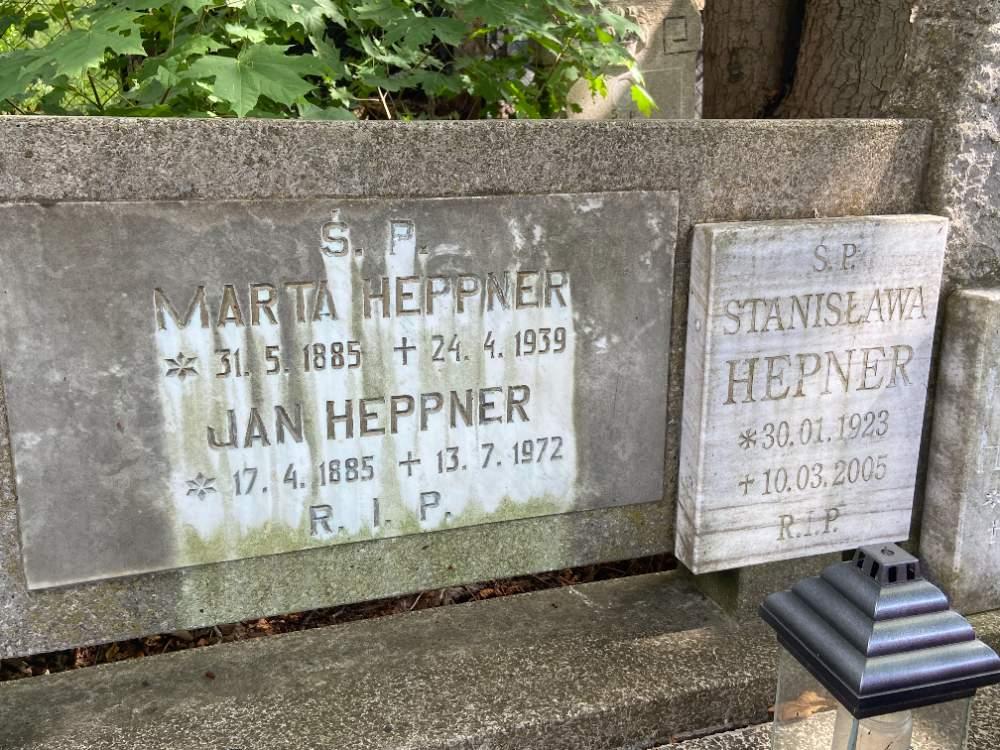 Ś. P.
MARTA HEPPNER
* 31. 5. 1885 + 24. 4. 1939
JAN HEPPNER
* 17. 4. 1885 + 13. 7. 1972
R. I. P.
Ś. P.
STANISŁAWA
HEPNER
* 30.01.1923
+ 10.03.2005
R.I.P.